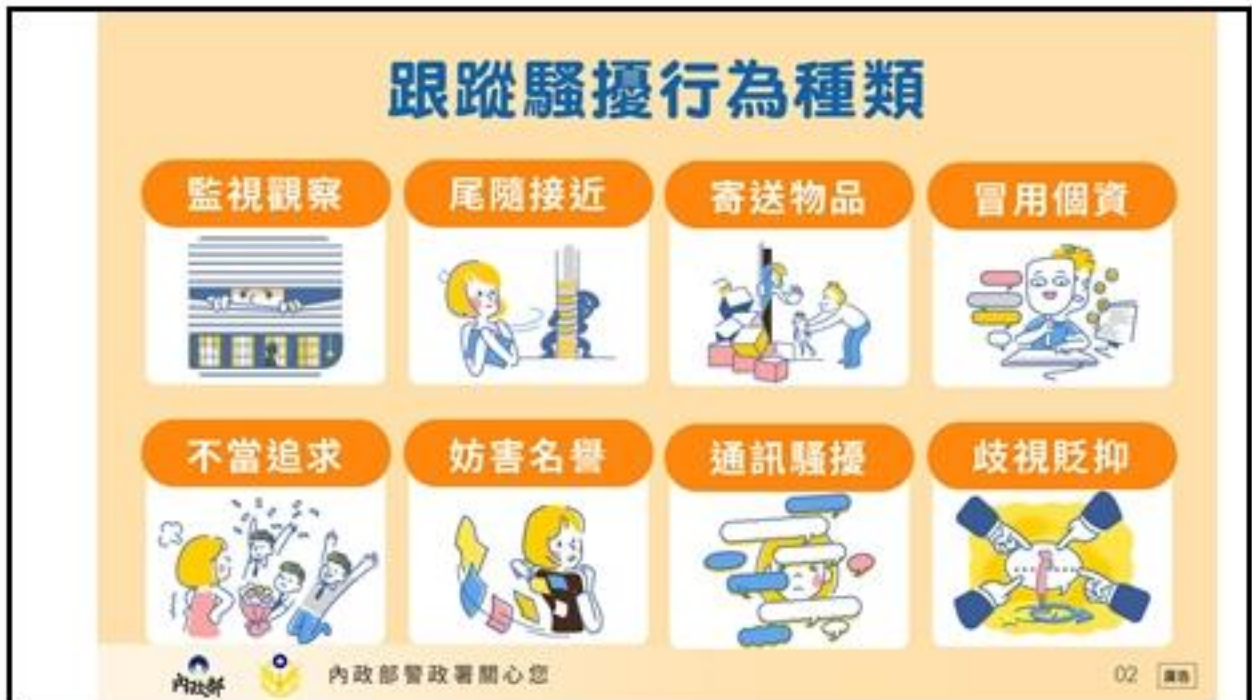 跟蹤騷擾行為種類
監視觀察
尾隨接近
寄送物品
冒用個資
不當追求
妨害名譽
通訊騷擾
歧視貶抑
內政部
內政部警政署關心您
02
廣告